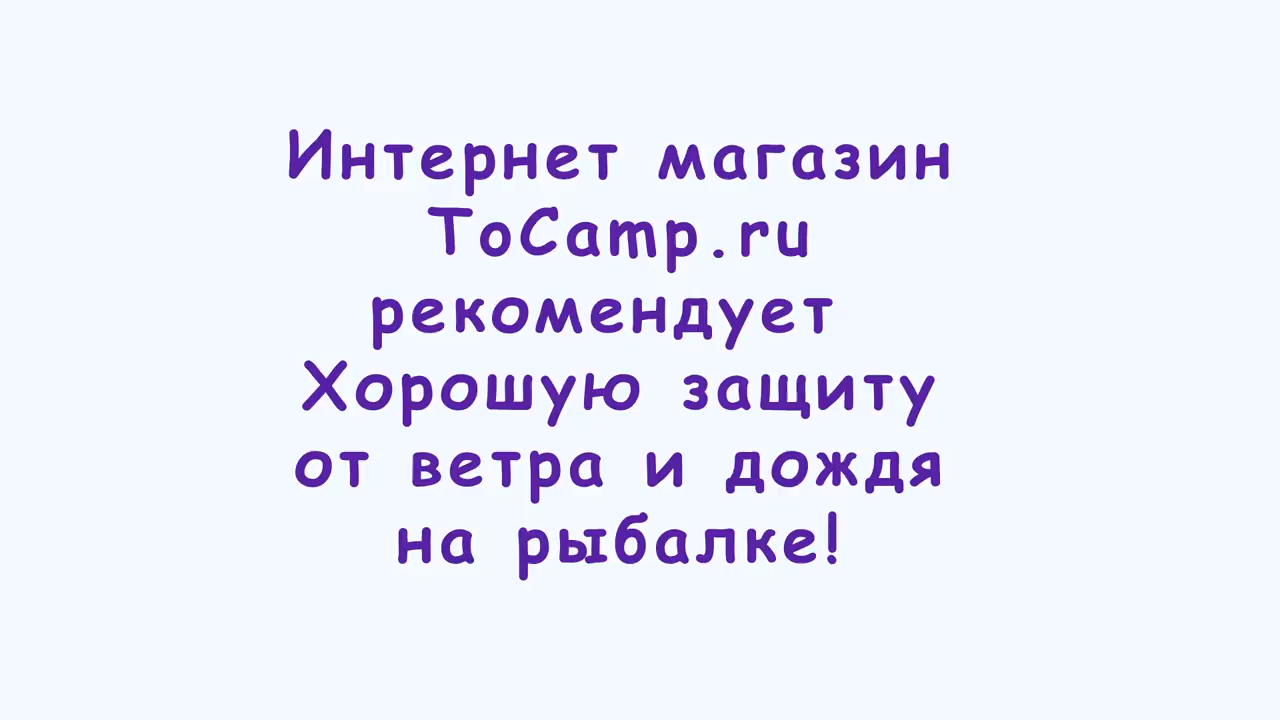 Интернет магазин
ToCamp.ru
рекомендует
Хорошую защиту
от ветра и дождя
на рыбалке!